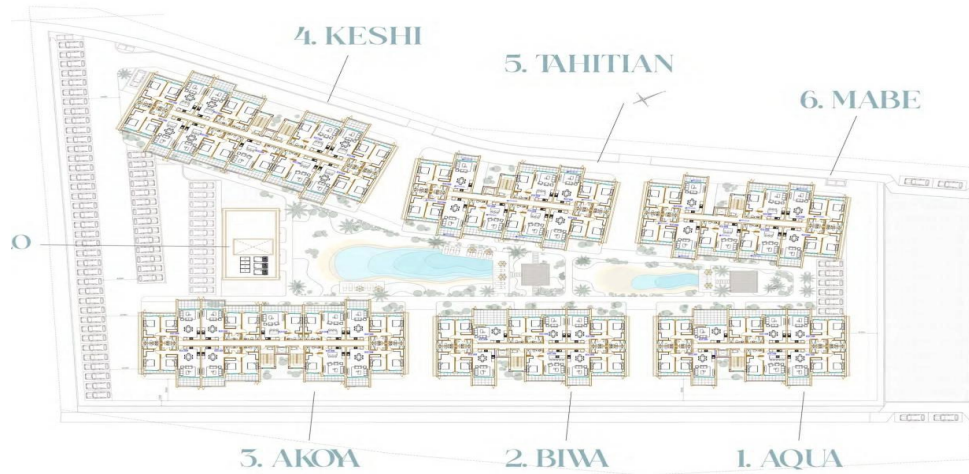 4. KESHI
5. TAHITIAN
6. MABE
O
3. AKOYA
2. BIWA
1. AQUA